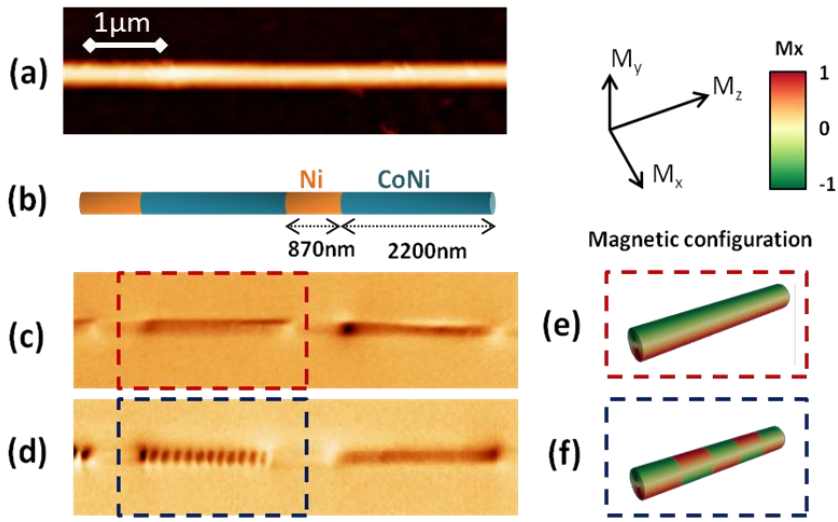 1µm
(a)
My
Mz
Mx
Mx
1
0
-1
(b)
Ni
CoNi
870nm
2200nm
Magnetic configuration
(c)
(e)
(d)
(f)